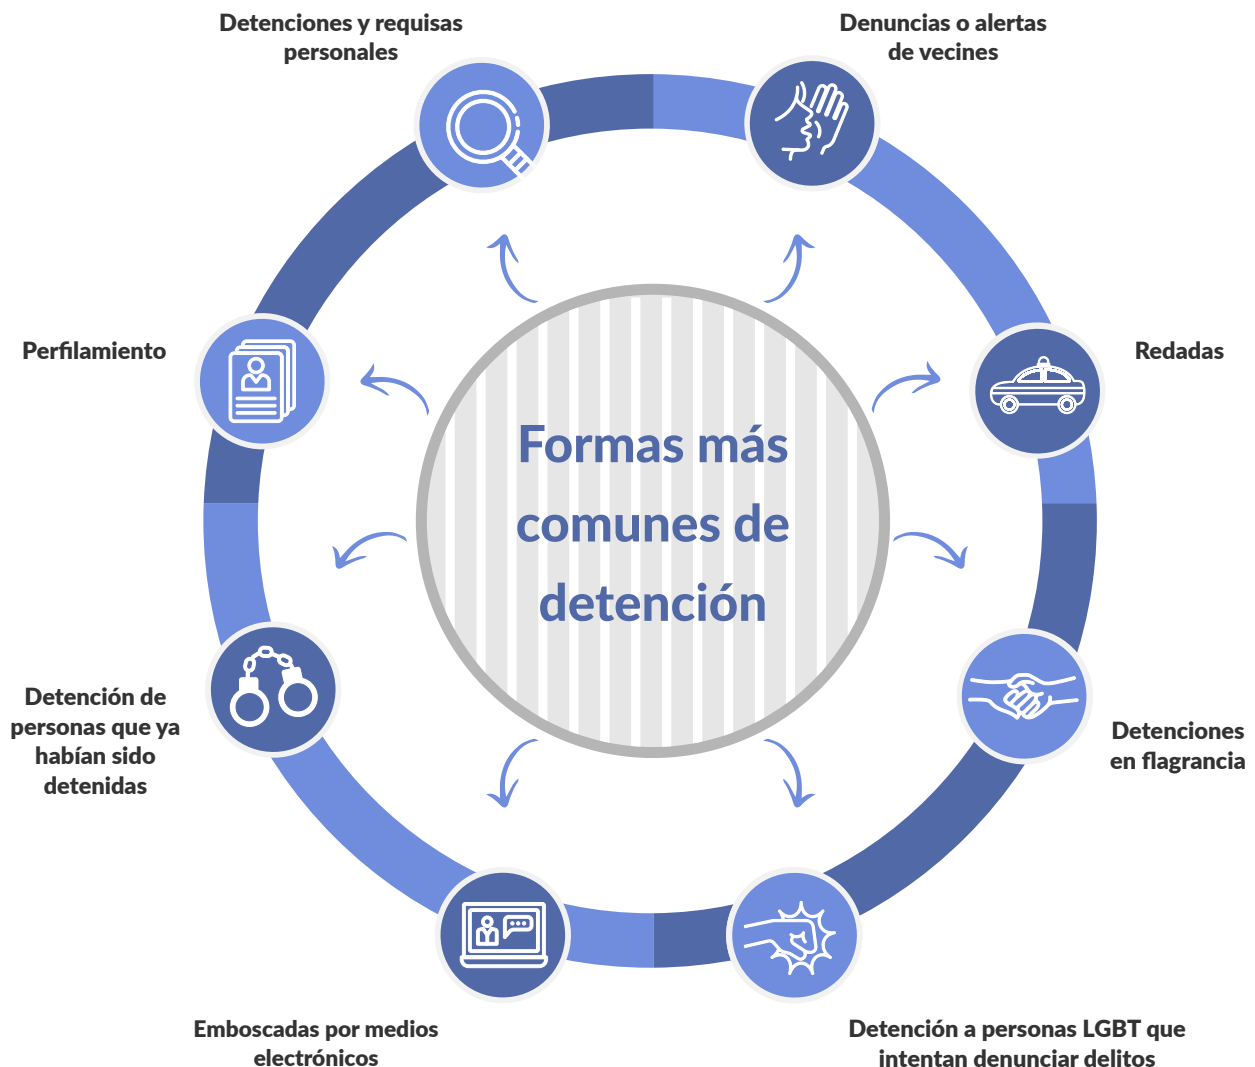 Detenciones y requisas
personales
Denuncias o alertas
de vecines
Perfilamiento
Redadas
Formas más
comunes de
detención
Detención de
personas que ya
habían sido
detenidas
Detenciones
en flagrancia
Emboscadas por medios
electrónicos
Detención a personas LGBT que
intentan denunciar delitos